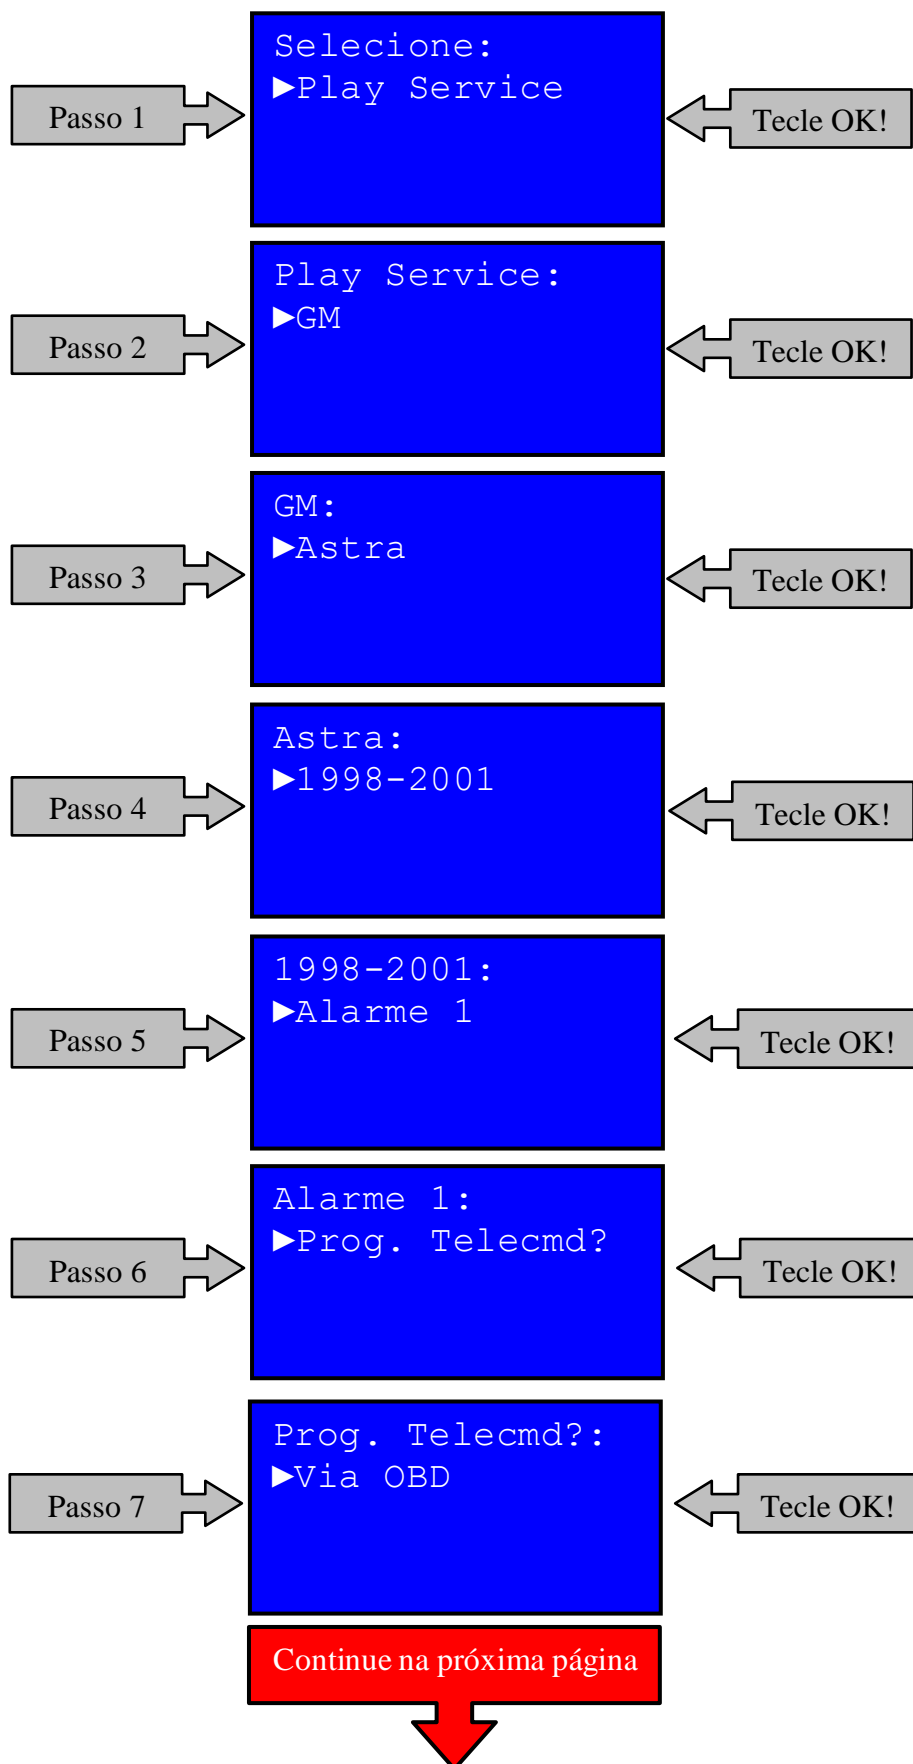 Selecione:
►Play Service
Passo 1
Tecle OK!
Play Service:
►GM
Passo 2
Tecle OK!
GM:
►Astra
Passo 3
Tecle OK!
Astra:
►1998-2001
Passo 4
Tecle OK!
1998-2001:
►Alarme 1
Passo 5
Tecle OK!
Alarme 1:
►Prog. Telecmd?
Passo 6
Tecle OK!
Prog. Telecmd?:
►Via OBD
Passo 7
Tecle OK!
Continue na próxima página